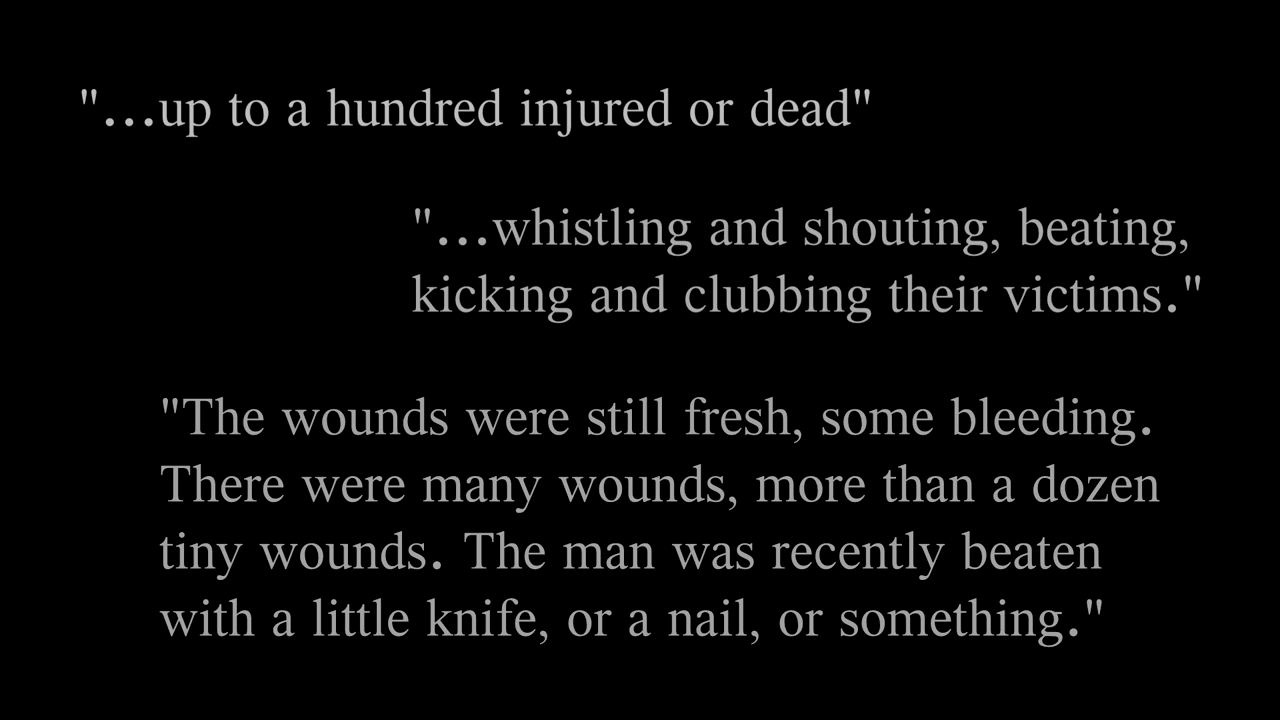 "...up to a hundred injured or dead"
"...whistling and shouting, beating,
kicking and clubbing their victims."
"The wounds were still fresh, some bleeding.
There were many wounds, more than a dozen
tiny wounds. The man was recently beaten
with a little knife, or a nail, or something."